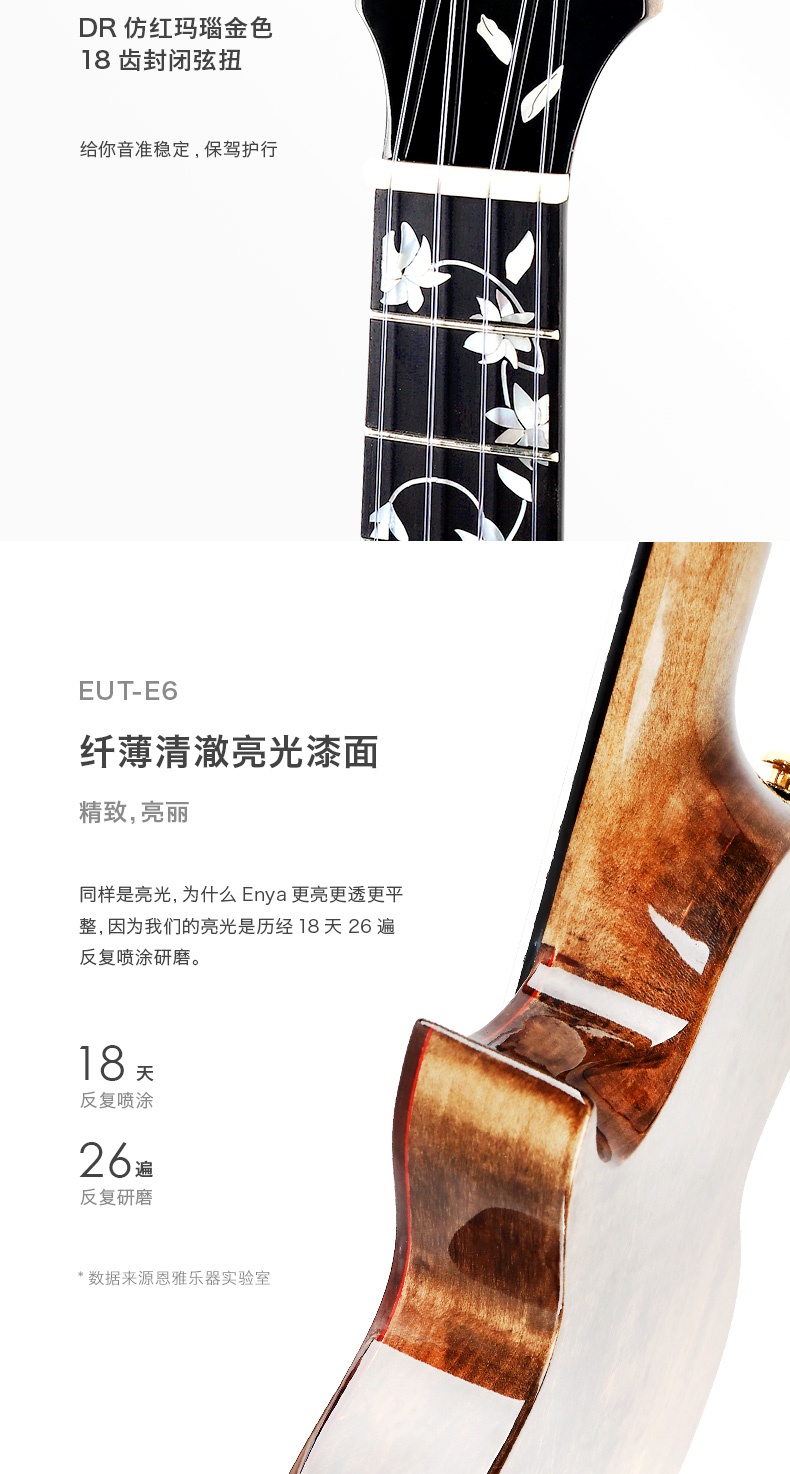 DR 仿红玛瑙金色
18 齿封闭弦扭
给你音准稳定 , 保驾护行
EUT-E6
纤薄清澈亮光漆面
精致, 亮丽
同样是亮光, 为什么 Enya 更亮更透更平
整, 因为我们的亮光是历经 18 天 26 遍
反复喷涂研磨。
18 天
反复喷涂
26遍
反复研磨
* 数据来源恩雅乐器实验室